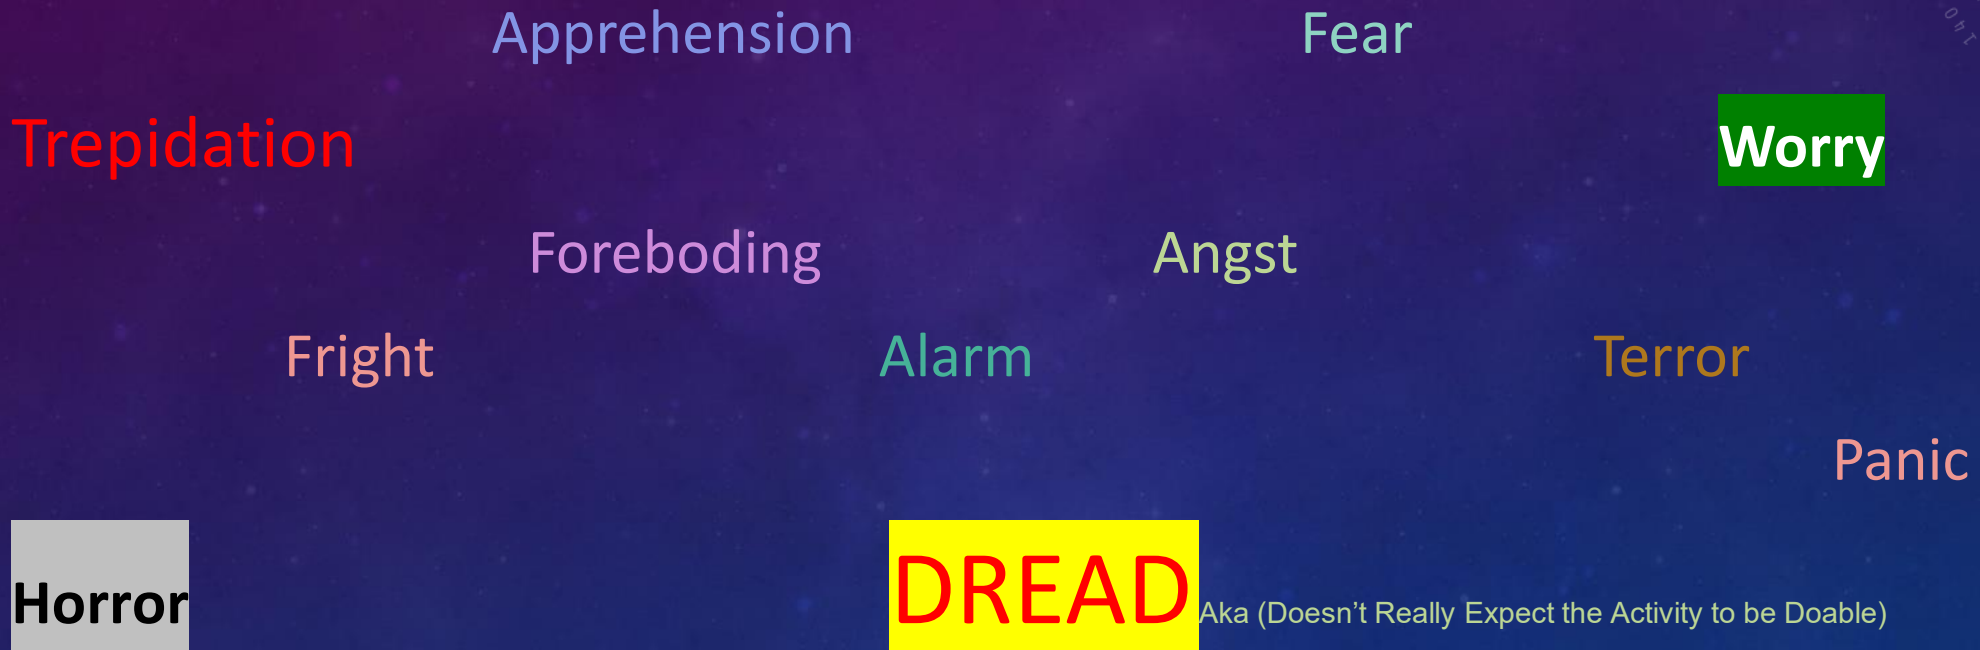 Apprehension Fear
140
Trepidation Worry
Foreboding Angst
Fright Alarm Terror
Panic
Horror DREAD Aka (Doesn’t Really Expect the Activity to be Doable)